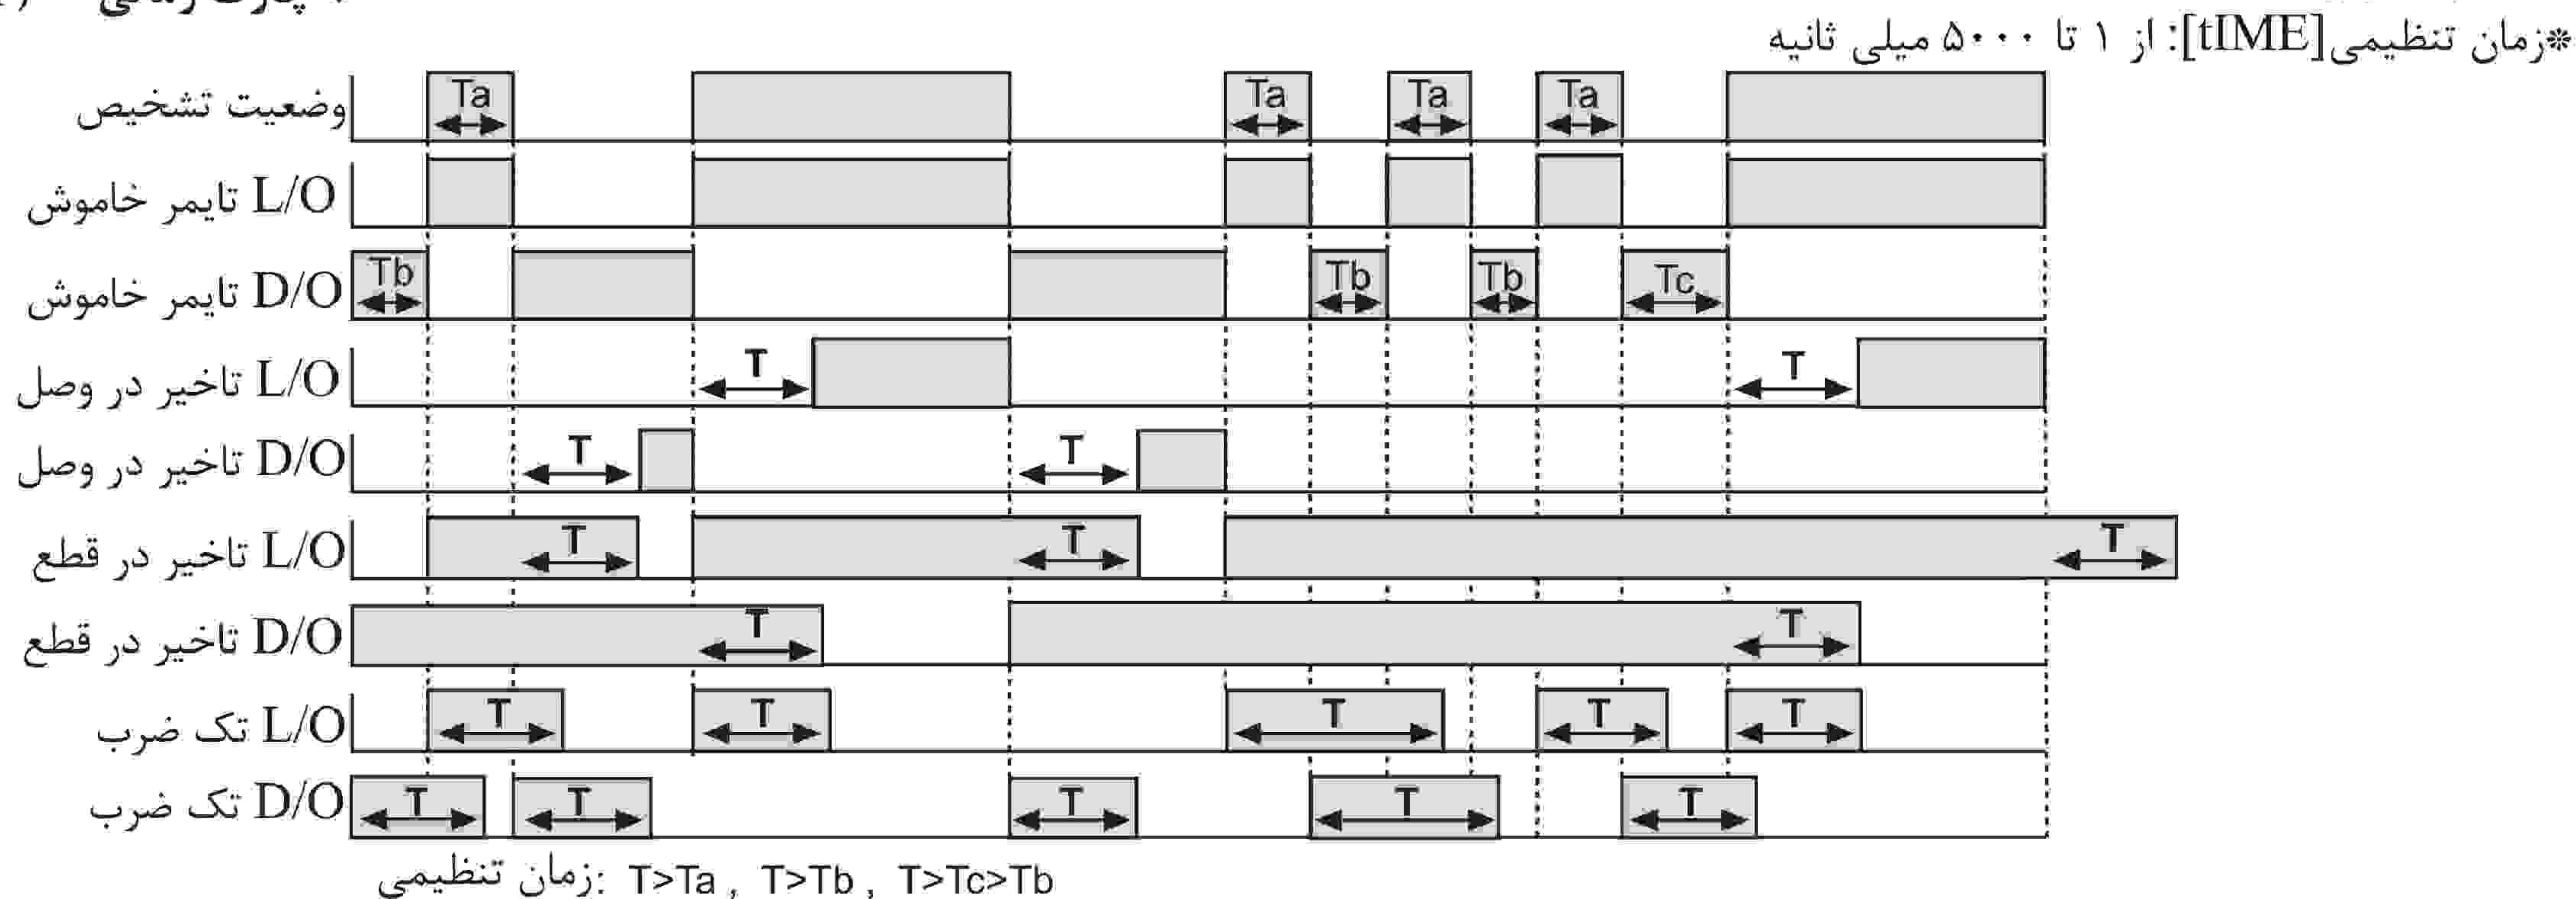 *زمان تنظیمی[tIME]: از ۱ تا ۵۰۰۰ میلی ثانیه
وضعیت تشخیص Ta Ta Ta Ta
L/O تایمر خاموش
D/O تایمر خاموش Tb Tb Tb Tc
L/O تاخیر در وصل T T
D/O تاخیر در وصل T T
L/O تاخیر در قطع T T T
D/O تاخیر در قطع T T
L/O تک ضرب T T T T T
D/O تک ضرب T T T T T
زمان تنظیمی: T>Ta , T>Tb , T>Tc>Tb